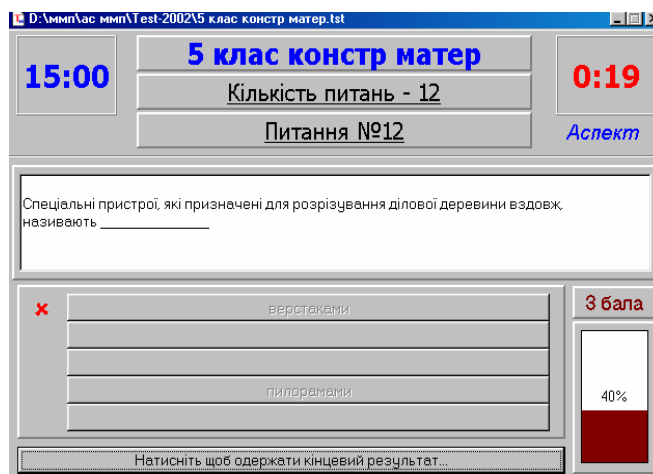 D:\ммп\ас ммп\Test-2002\5 клас констр матер.tst
15:00
5 клас констр матер
Кількість питань - 12
Питання №12
0:19
Аспект
Спеціальні пристрої, які призначені для розрізування ділової деревини вздовж,
називають _______________
верстаками
пилорамами
3 бала
40%
Натисніть щоб одержати кінцевий результат...